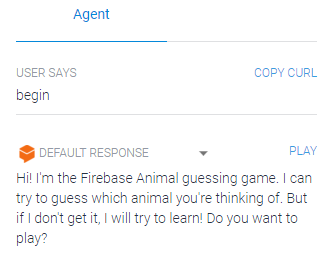 Agent
USER SAYS COPY CURL
begin
DEFAULT RESPONSE PLAY
Hi! I'm the Firebase Animal guessing game. I can
try to guess which animal you're thinking of. But
if I don't get it, I will try to learn! Do you want to
play?